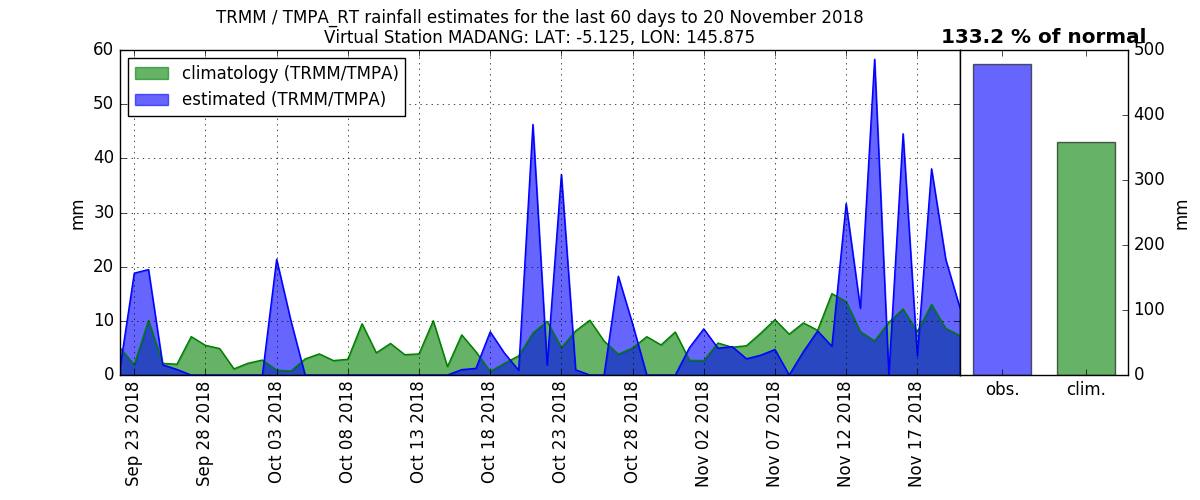 TRMM / TMPA_RT rainfall estimates for the last 60 days to 20 November 2018
Virtual Station MADANG: LAT: -5.125, LON: 145.875
133.2 % of normal
climatology (TRMM/TMPA)
estimated (TRMM/TMPA)
mm
60
50
40
30
20
10
0
Sep 23 2018
Sep 28 2018
Oct 03 2018
Oct 08 2018
Oct 13 2018
Oct 18 2018
Oct 23 2018
Oct 28 2018
Nov 02 2018
Nov 07 2018
Nov 12 2018
Nov 17 2018
obs.
clim.
500
400
300
200
100
0
mm